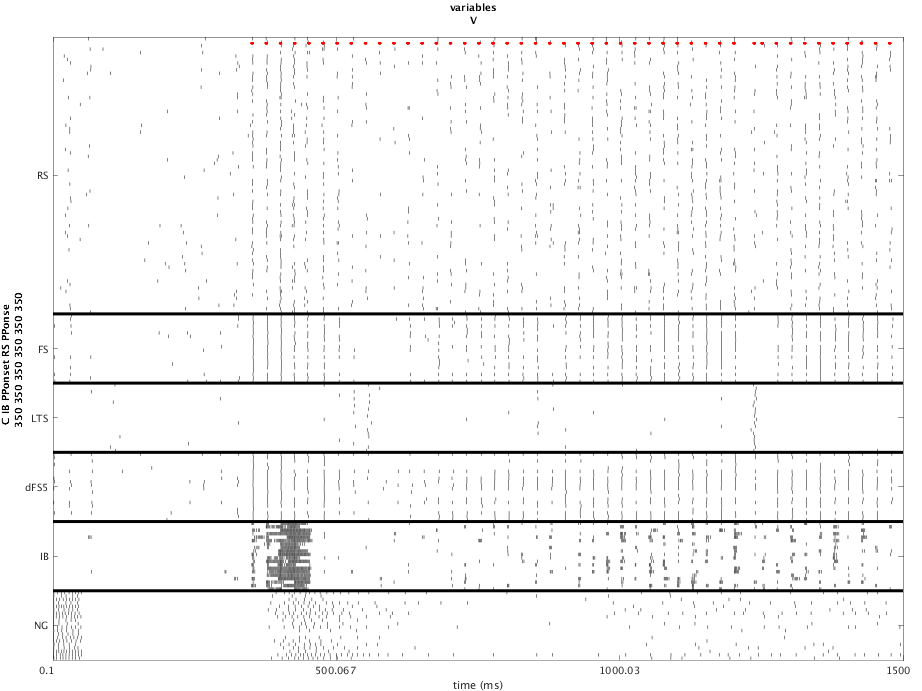 variables
V
RS
FS
LTS
dFS5
IB
NG
C IB PPonset RS PPonse
350 350 350 350 350 350
0.1
500.067
1000.03
1500
time (ms)